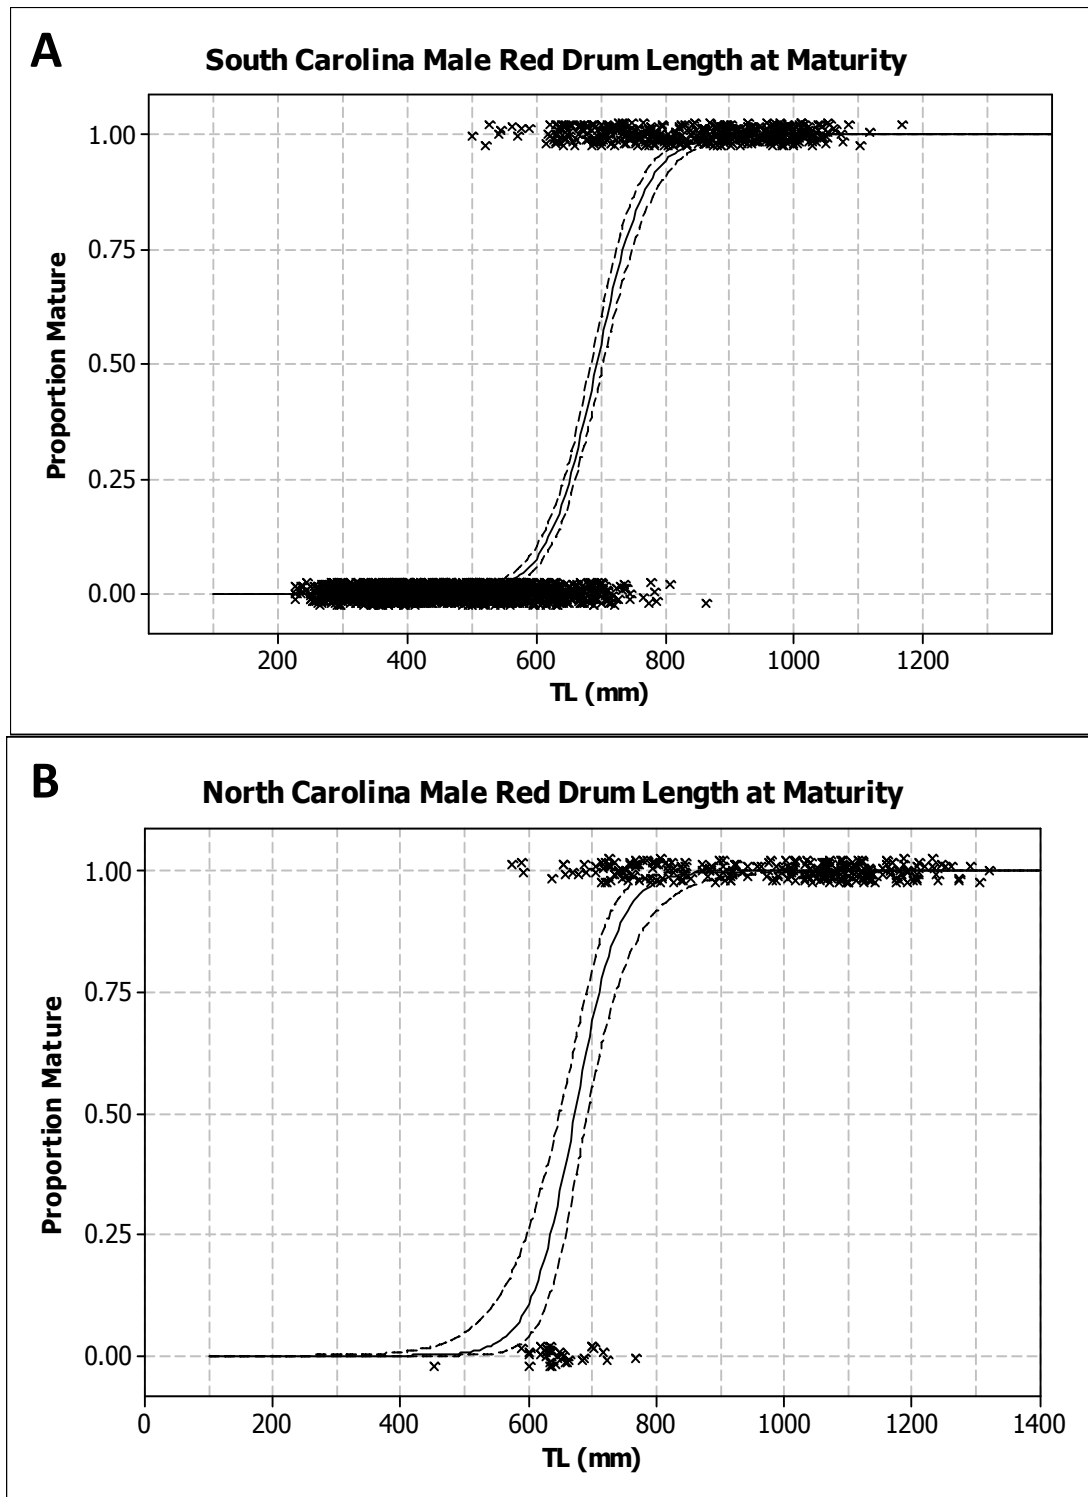 A
South Carolina Male Red Drum Length at Maturity
1.00
0.75
0.50
0.25
0.00
Proportion Mature
200 400 600 800 1000 1200
TL (mm)
B
North Carolina Male Red Drum Length at Maturity
1.00
0.75
0.50
0.25
0.00
Proportion Mature
0 200 400 600 800 1000 1200 1400
TL (mm)